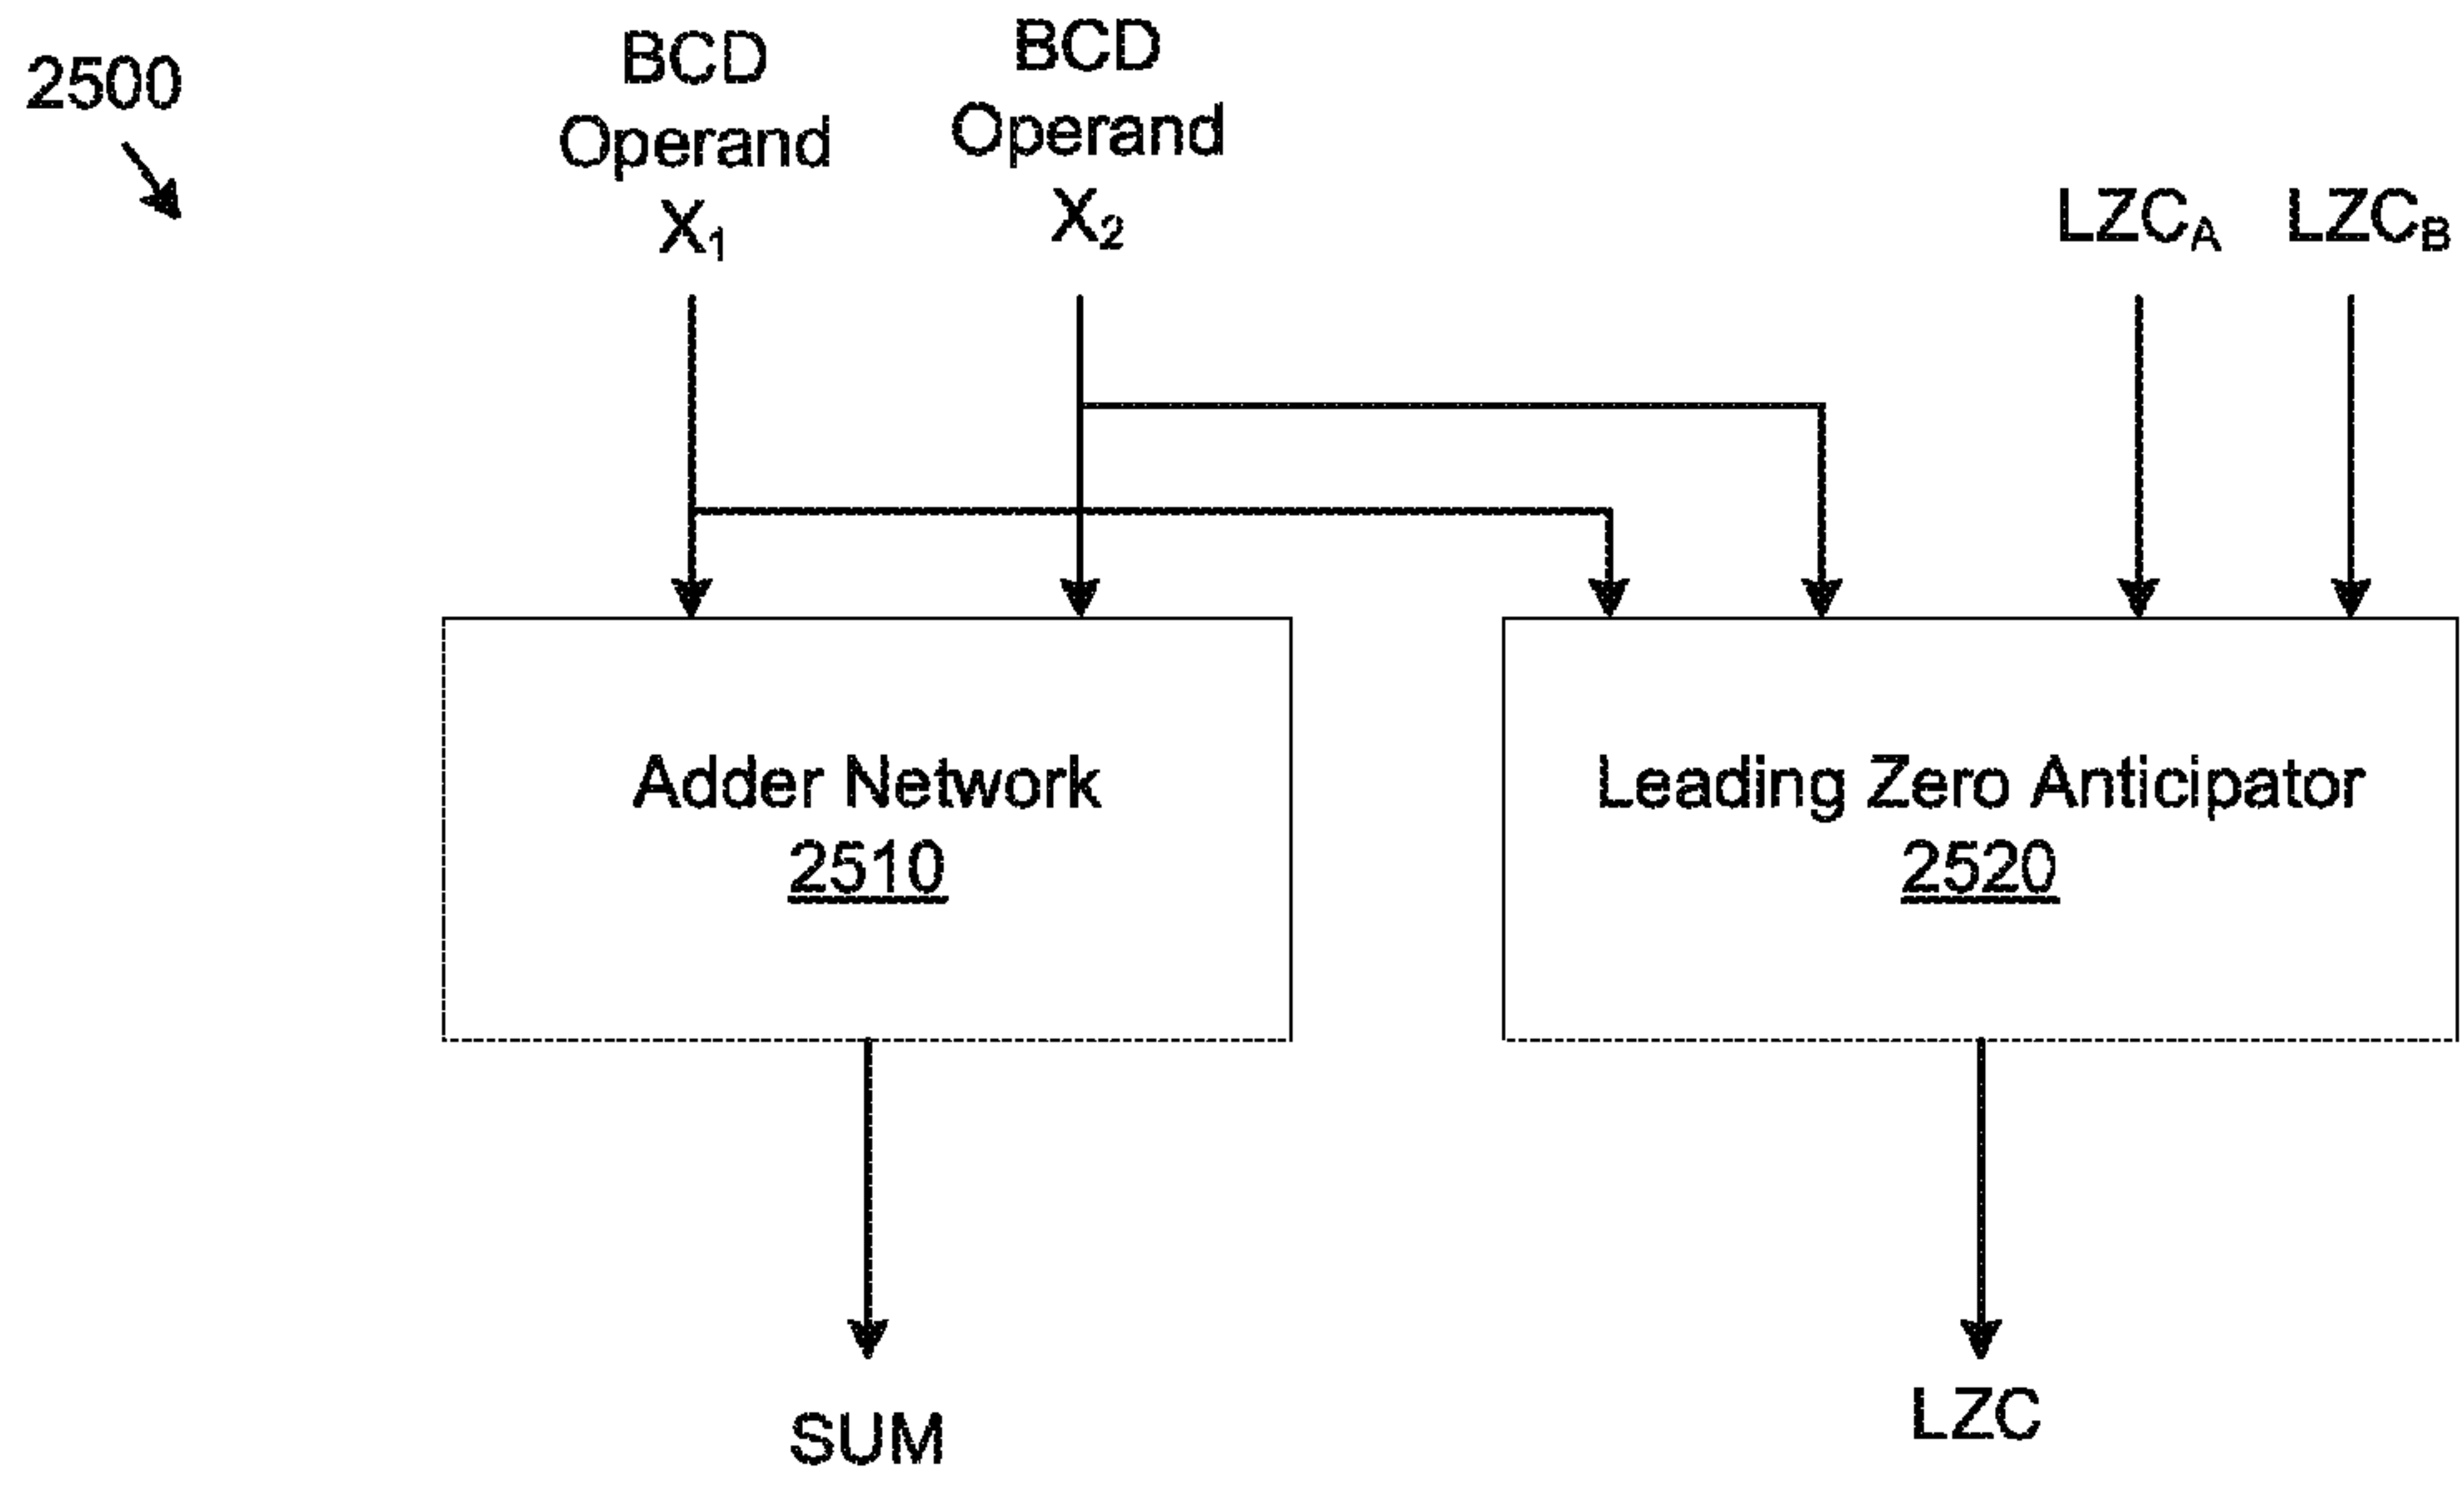 2500
BCD
Operand
X₁
BCD
Operand
X₂
LZCA
LZCB
Adder Network
2510
Leading Zero Anticipator
2520
SUM
LZC